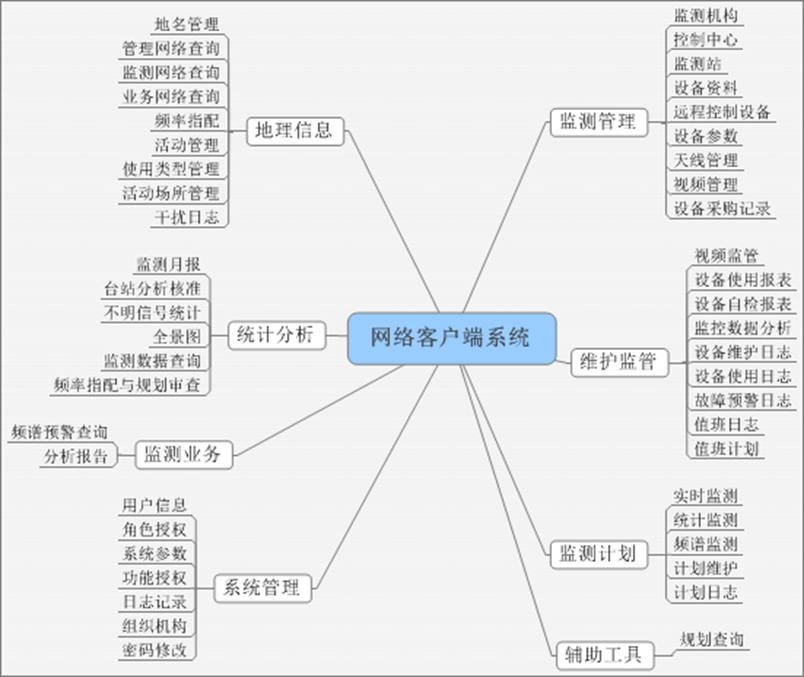 网络客户端系统
地理信息
地名管理
管理网络查询
监测网络查询
业务网络查询
频率指配
活动管理
使用类型管理
活动场所管理
干扰日志
统计分析
监测月报
台站分析核准
不明信号统计
全景图
监测数据查询
频率指配与规划审查
监测业务
频谱预警查询
分析报告
系统管理
用户信息
角色授权
系统参数
功能授权
日志记录
组织机构
密码修改
监测管理
监测机构
控制中心
监测站
设备资料
远程控制设备
设备参数
天线管理
视频管理
设备采购记录
维护监管
视频监管
设备使用报表
设备自检报表
监控数据分析
设备维护日志
设备使用日志
故障预警日志
值班日志
值班计划
监测计划
实时监测
统计监测
频谱监测
计划维护
计划日志
辅助工具
规划查询